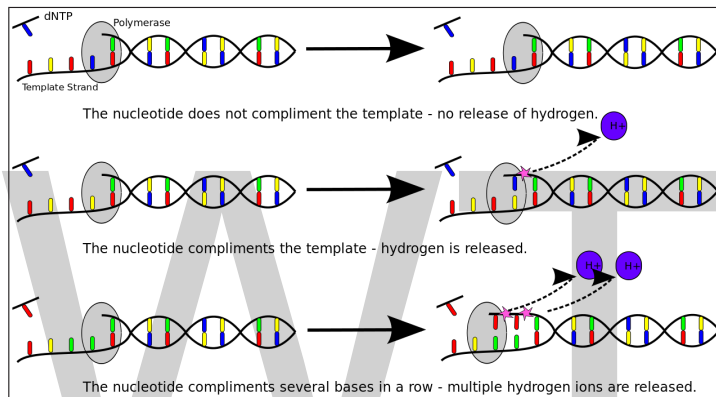 dNTP
Polymerase
Template Strand
The nucleotide does not compliment the template - no release of hydrogen.
H+
The nucleotide compliments the template - hydrogen is released.
H+
H+
The nucleotide compliments several bases in a row - multiple hydrogen ions are released.
WT